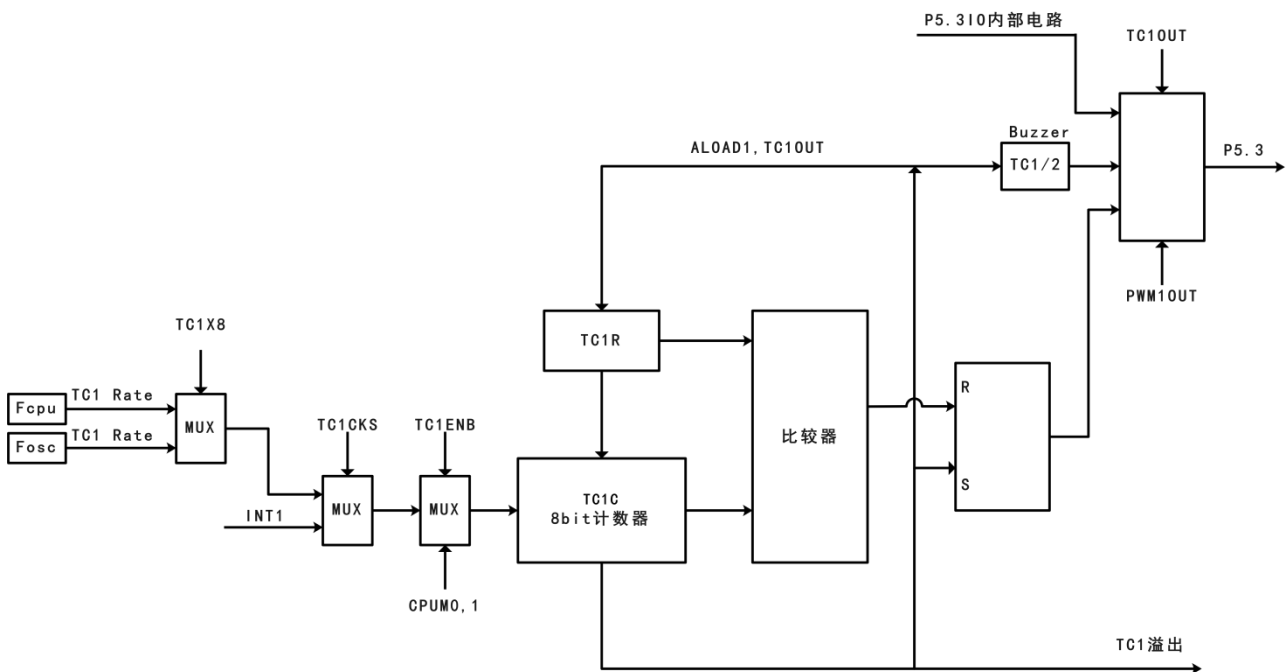 P5.3IO内部电路
TC1OUT
Buzzer
ALOAD1,TC1OUT
TC1/2
P5.3
PWM1OUT
TC1X8
TC1R
Fcpu
TC1 Rate
MUX
Fosc
TC1 Rate
R
比较器
TC1CKS
TC1ENB
S
MUX
MUX
TC1C
8bit计数器
INT1
CPUM0,1
TC1溢出